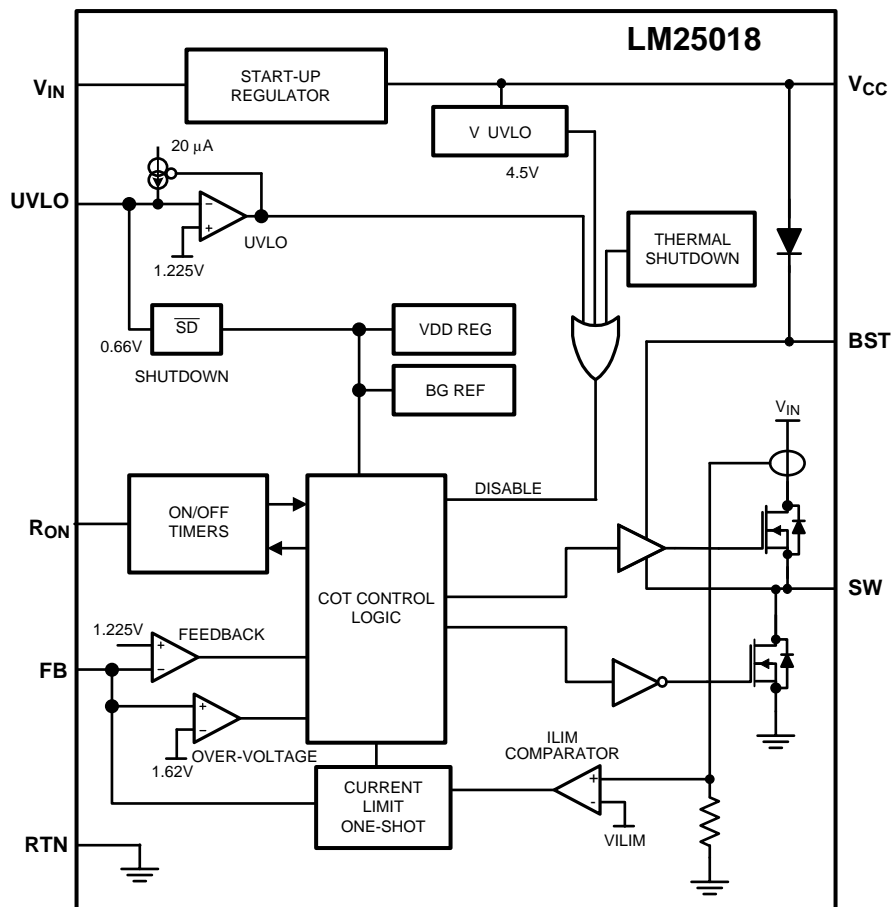 LM25018
V_IN
START-UP
REGULATOR
V_CC
20 μA
V UVLO
4.5V
UVLO
UVLO
1.225V
THERMAL
SHUTDOWN
0.66V
SD
SHUTDOWN
VDD REG
BG REF
BST
V_IN
DISABLE
R_ON
ON/OFF
TIMERS
COT CONTROL
LOGIC
SW
1.225V
FEEDBACK
FB
OVER-VOLTAGE
1.62V
ILIM
COMPARATOR
CURRENT
LIMIT
ONE-SHOT
VILIM
RTN